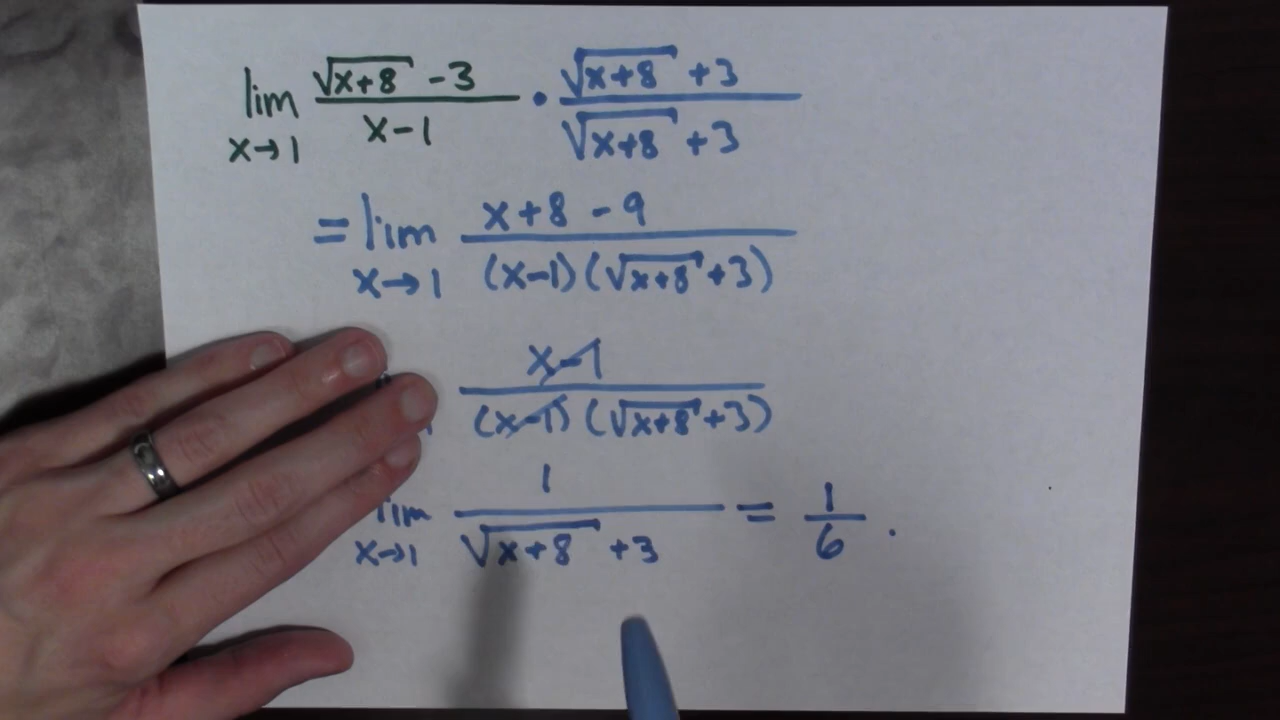 lim x→1 (√(x+8) - 3)/(x-1) · (√(x+8) + 3)/(√(x+8) + 3)
= lim x→1 (x+8-9)/((x-1)(√(x+8)+3))
(x-1)/((x-1)(√(x+8)+3))
lim x→1 1/(√(x+8)+3) = 1/6 .